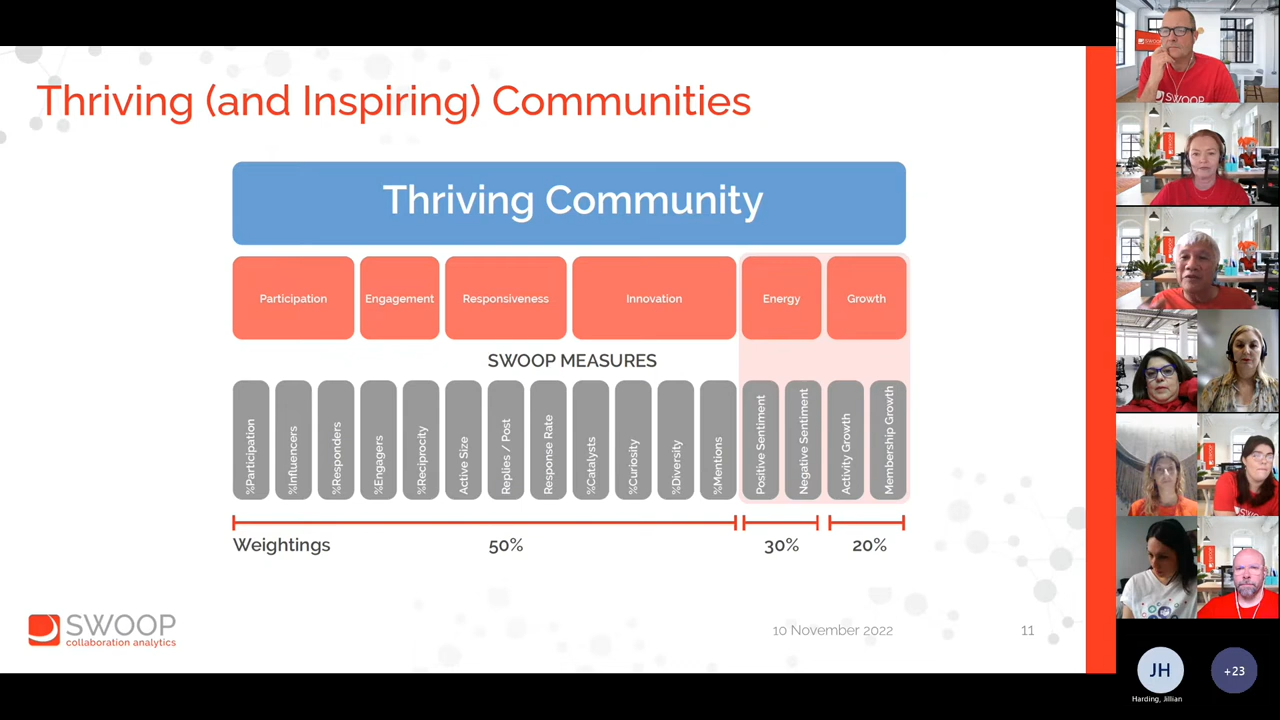 Thriving (and Inspiring) Communities
Thriving Community
Participation
Engagement
Responsiveness
Innovation
Energy
Growth
SWOOP MEASURES
%Participation
%Influencers
%Responders
%Engagers
%Reciprocity
Active Size
Replies / Post
Response Rate
%Catalysts
%Curiosity
%Diversity
%Mentions
Positive Sentiment
Negative Sentiment
Activity Growth
Membership Growth
Weightings
50%
30%
20%
SWOOP
collaboration analytics
10 November 2022
11
SWOOP
JH
+23
Harding, Jillian